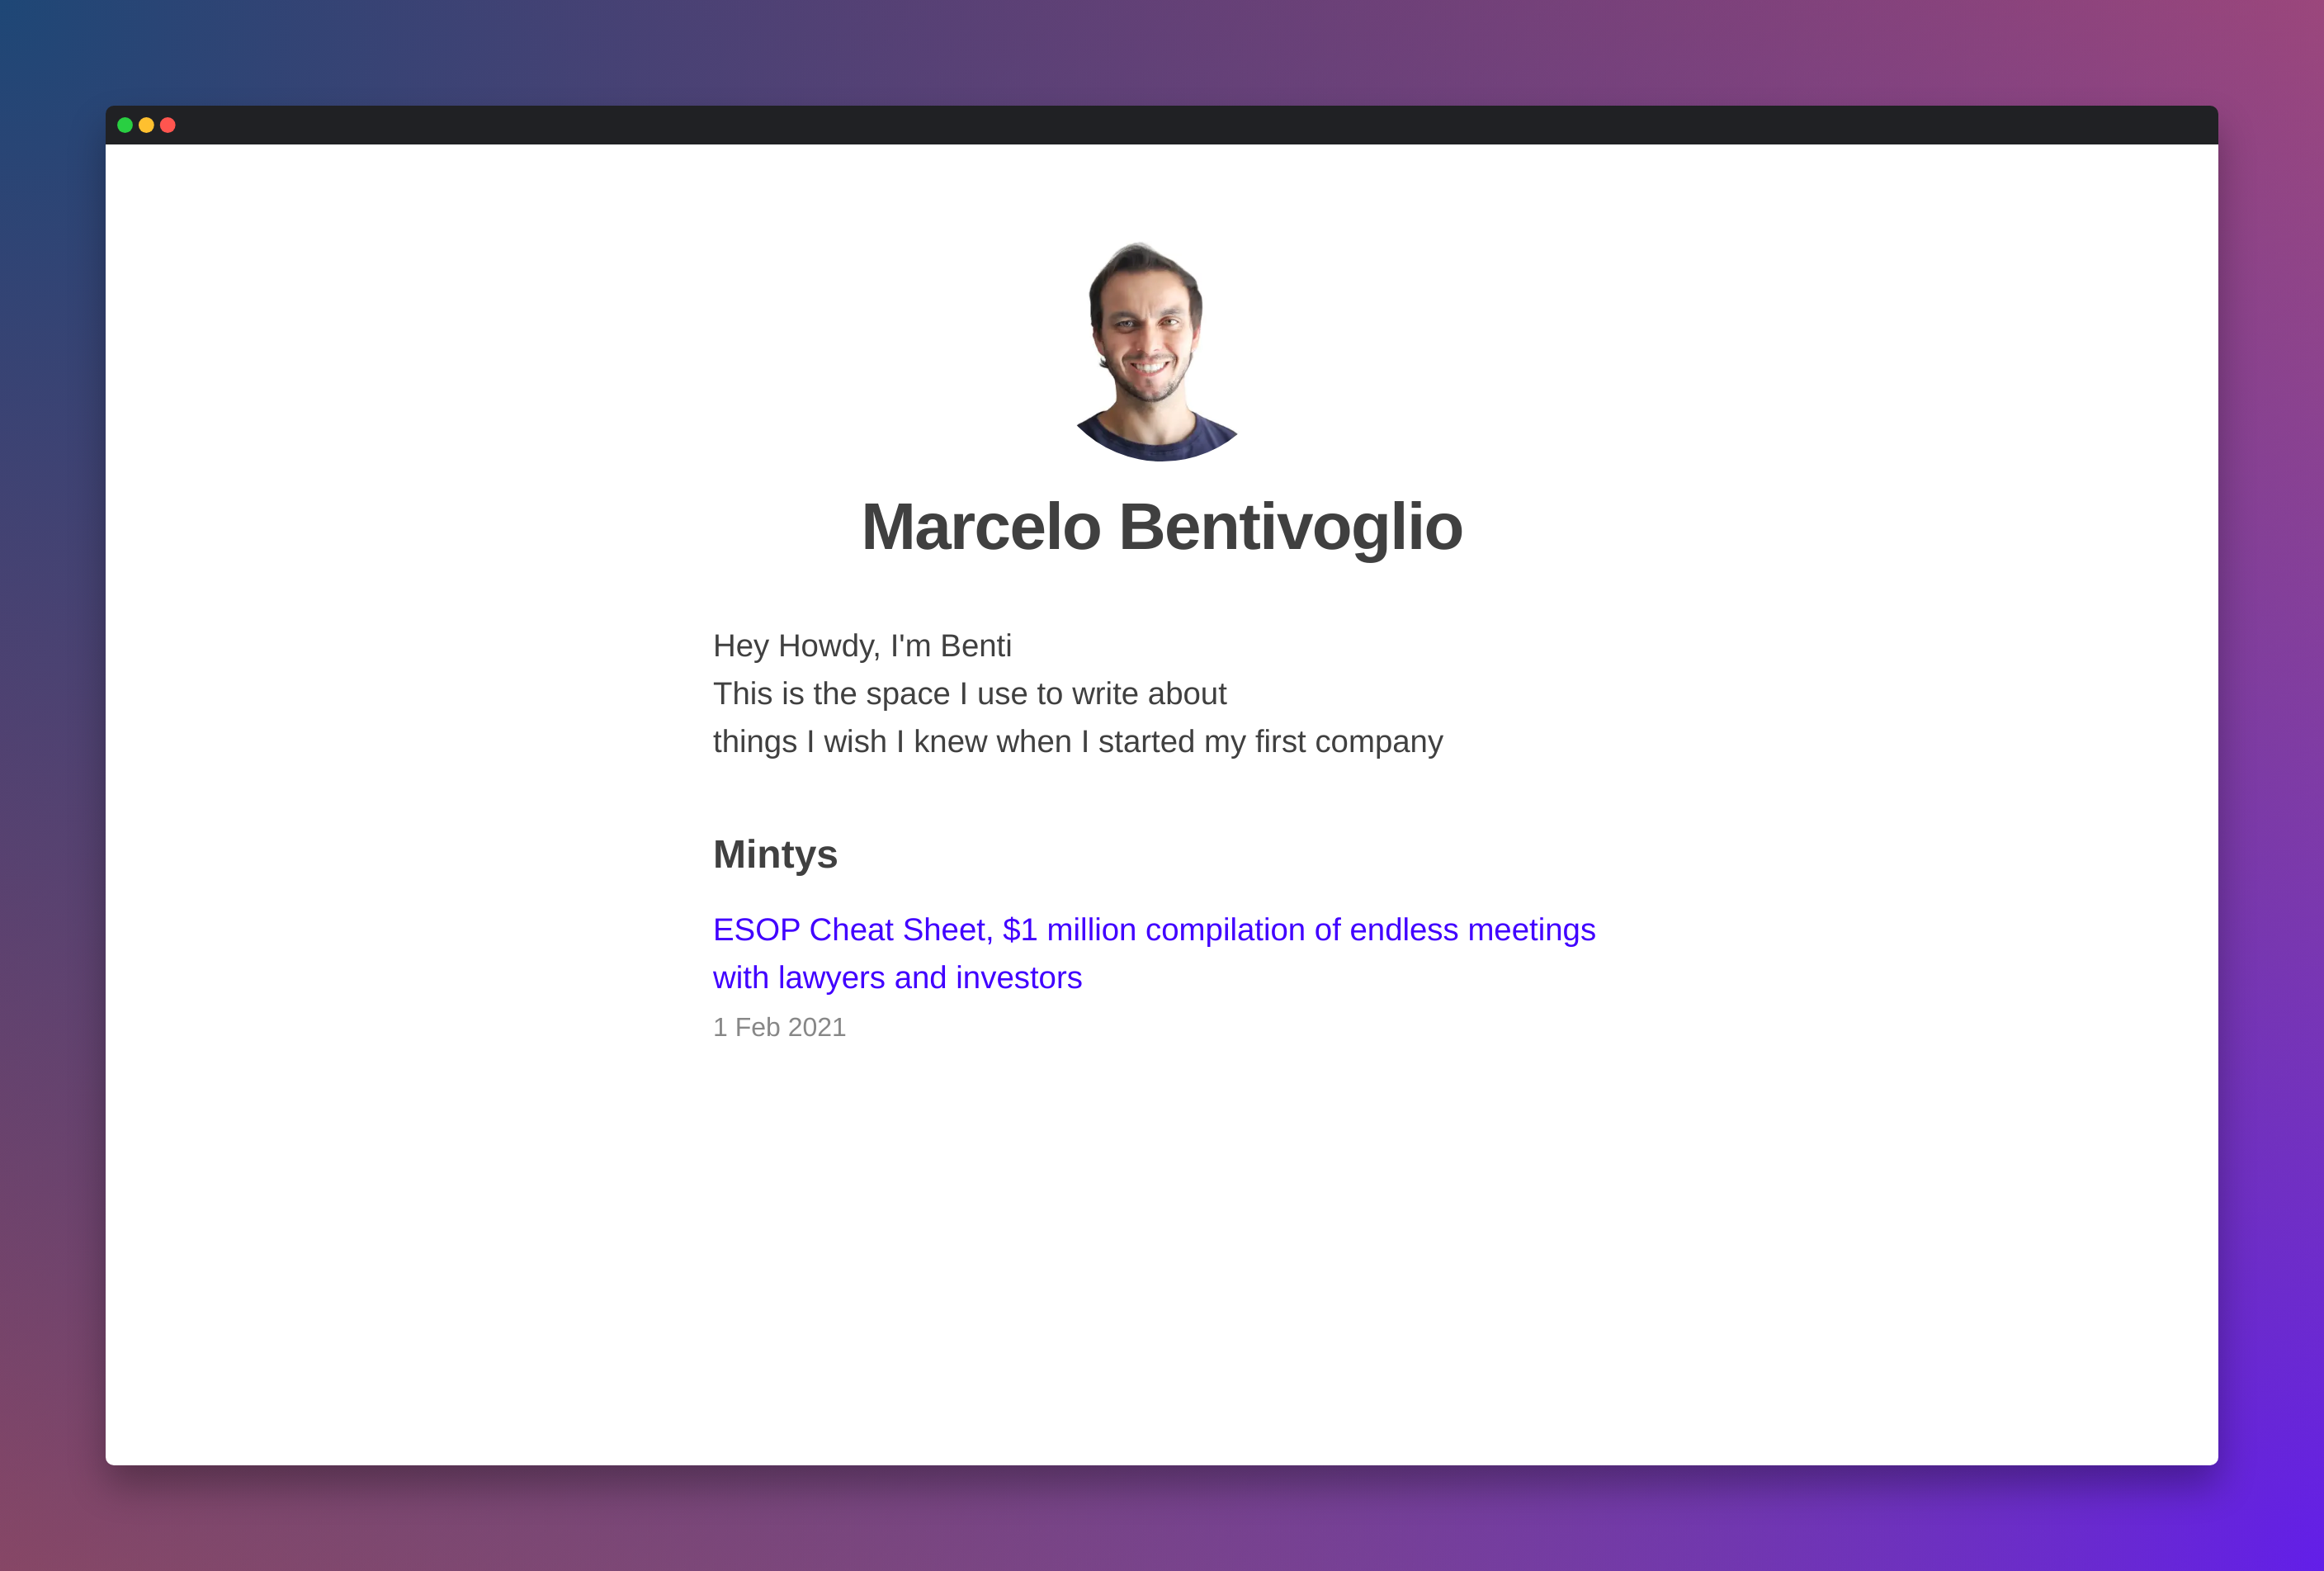 Marcelo Bentivoglio
Hey Howdy, I'm Benti
This is the space I use to write about
things I wish I knew when I started my first company
Mintys
ESOP Cheat Sheet, $1 million compilation of endless meetings
with lawyers and investors
1 Feb 2021